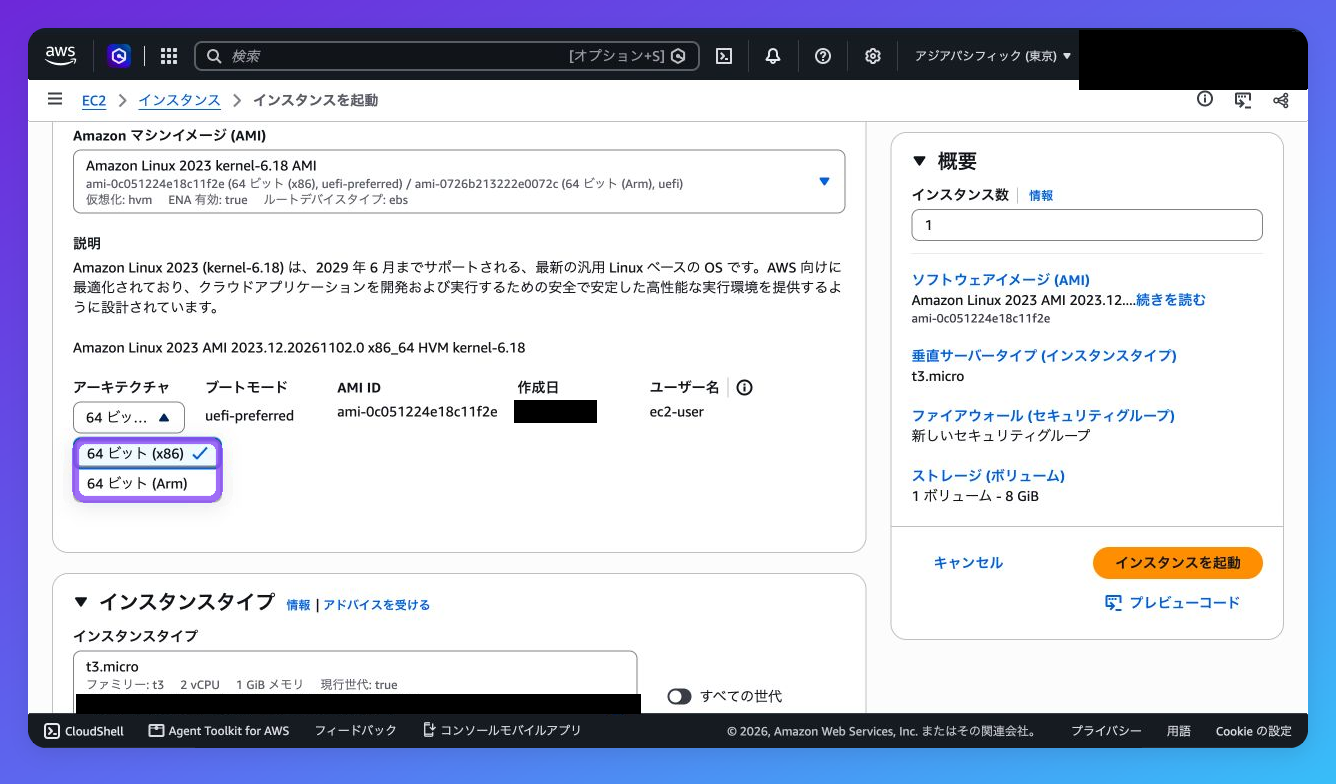 aws
検索 [オプション+S]
アジアパシフィック (東京)
EC2 インスタンス インスタンスを起動
Amazon マシンイメージ (AMI)
Amazon Linux 2023 kernel-6.18 AMI
ami-0c051224e18c11f2e (64 ビット (x86), uefi-preferred) / ami-0726b213222e0072c (64 ビット (Arm), uefi)
仮想化: hvm ENA 有効: true ルートデバイスタイプ: ebs
説明
Amazon Linux 2023 (kernel-6.18) は、2029 年 6 月までサポートされる、最新の汎用 Linux ベースの OS です。AWS 向けに
最適化されており、クラウドアプリケーションを開発および実行するための安全で安定した高性能な実行環境を提供するよ
うに設計されています。
Amazon Linux 2023 AMI 2023.12.20261102.0 x86_64 HVM kernel-6.18
アーキテクチャ ブートモード AMI ID 作成日 ユーザー名
64 ビッ... uefi-preferred ami-0c051224e18c11f2e ec2-user
64 ビット (x86)
64 ビット (Arm)
インスタンスタイプ 情報 | アドバイスを受ける
インスタンスタイプ
t3.micro
ファミリー: t3 2 vCPU 1 GiB メモリ 現行世代: true
すべての世代
概要
インスタンス数 情報
1
ソフトウェアイメージ (AMI)
Amazon Linux 2023 AMI 2023.12....続きを読む
ami-0c051224e18c11f2e
垂直サーバータイプ (インスタンスタイプ)
t3.micro
ファイアウォール (セキュリティグループ)
新しいセキュリティグループ
ストレージ (ボリューム)
1 ボリューム - 8 GiB
キャンセル インスタンスを起動
プレビューコード
CloudShell Agent Toolkit for AWS フィードバック コンソールモバイルアプリ © 2026, Amazon Web Services, Inc. またはその関連会社。 プライバシー 用語 Cookie の設定